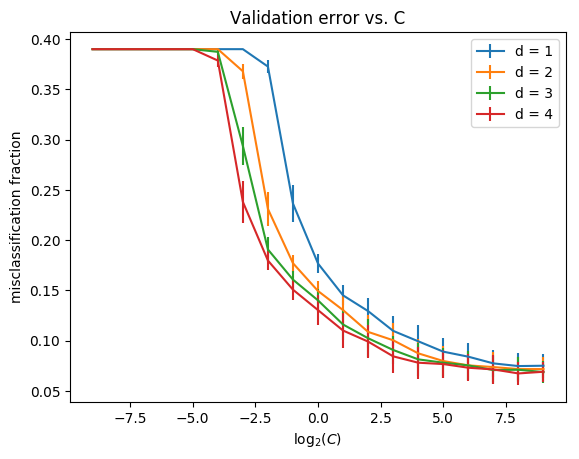 Validation error vs. C
0.40
0.35
0.30
0.25
0.20
0.15
0.10
0.05
misclassification fraction
d = 1
d = 2
d = 3
d = 4
−7.5 −5.0 −2.5 0.0 2.5 5.0 7.5
log₂(C)